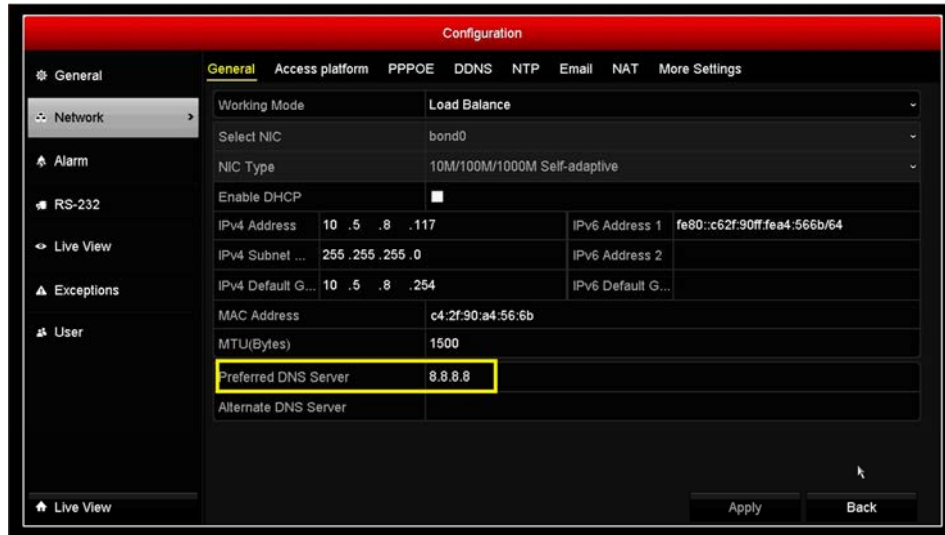 Configuration
General
Network
Alarm
RS-232
Live View
Exceptions
User
Live View
General Access platform PPPOE DDNS NTP Email NAT More Settings
Working Mode Load Balance
Select NIC bond0
NIC Type 10M/100M/1000M Self-adaptive
Enable DHCP
IPv4 Address 10 .5 .8 .117 IPv6 Address 1 fe80::c62f:90ff:fea4:566b/64
IPv4 Subnet ... 255.255.255.0 IPv6 Address 2
IPv4 Default G... 10 .5 .8 .254 IPv6 Default G...
MAC Address c4:2f:90:a4:56:6b
MTU(Bytes) 1500
Preferred DNS Server 8.8.8.8
Alternate DNS Server
Apply Back